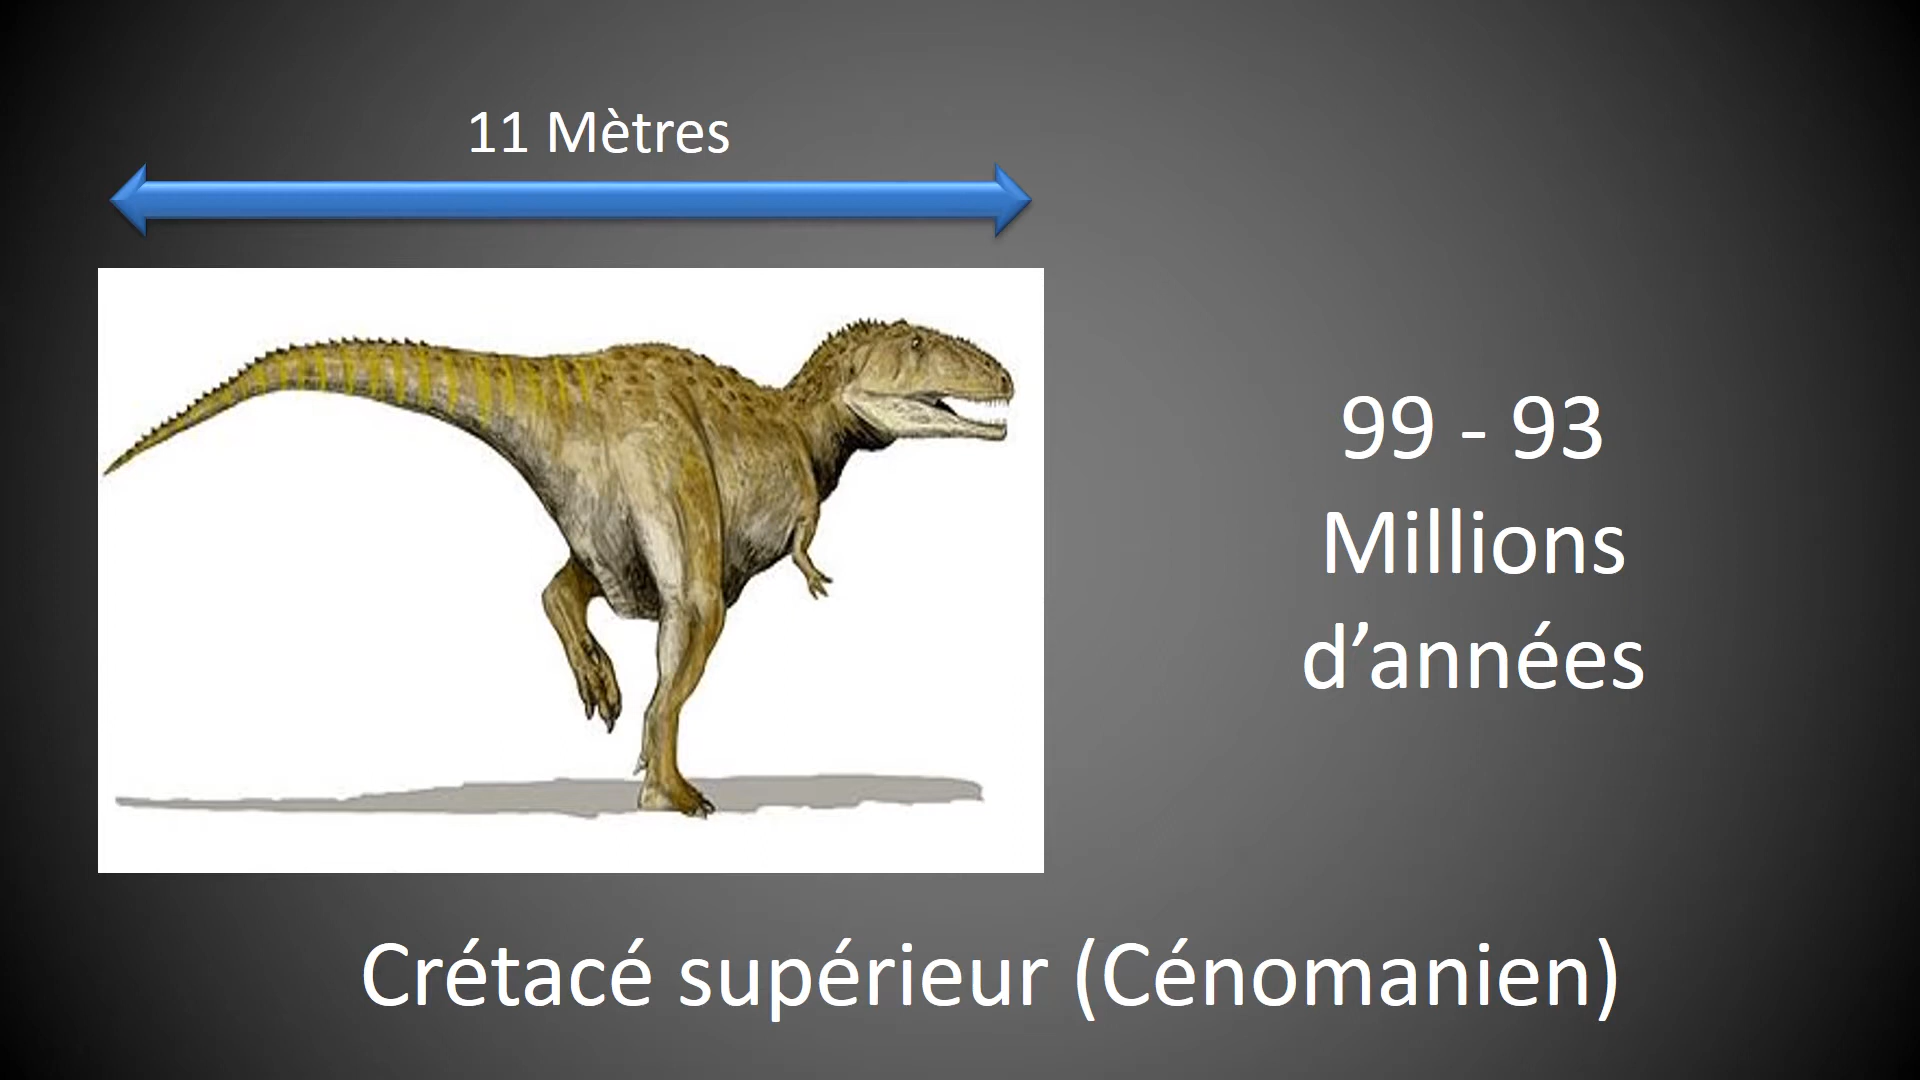 11 Mètres
99 - 93
Millions
d’années
Crétacé supérieur (Cénomanien)